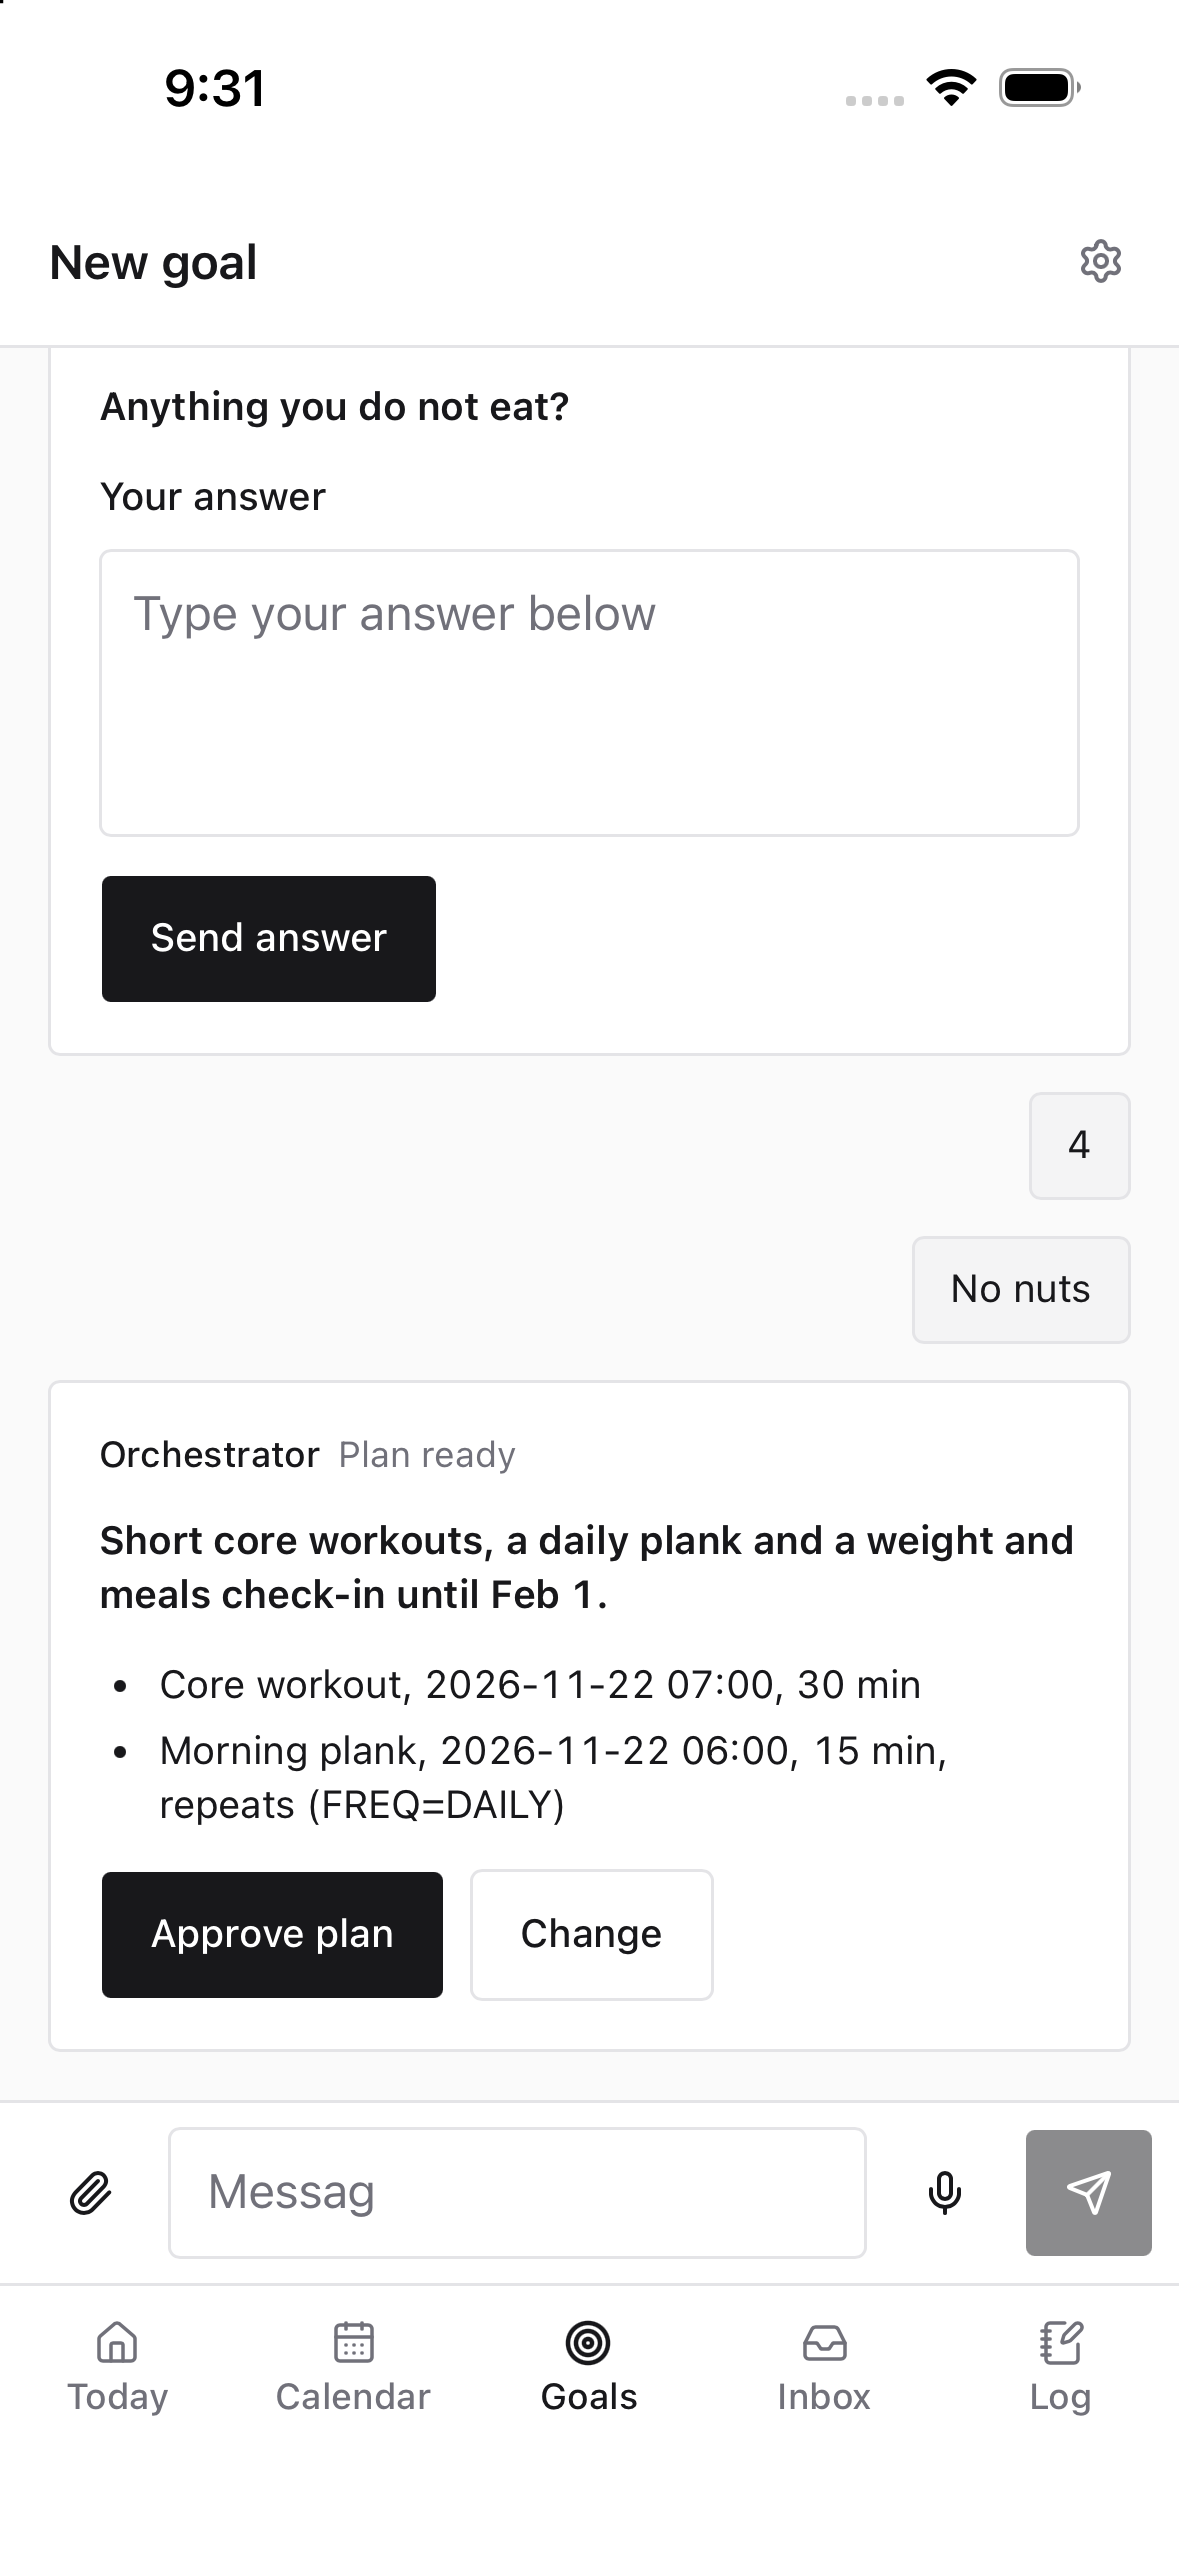 9:31
New goal
Anything you do not eat?
Your answer
Type your answer below
Send answer
4
No nuts
Orchestrator Plan ready
Short core workouts, a daily plank and a weight and
meals check-in until Feb 1.
• Core workout, 2026-11-22 07:00, 30 min
• Morning plank, 2026-11-22 06:00, 15 min,
repeats (FREQ=DAILY)
Approve plan Change
Messag
Today Calendar Goals Inbox Log